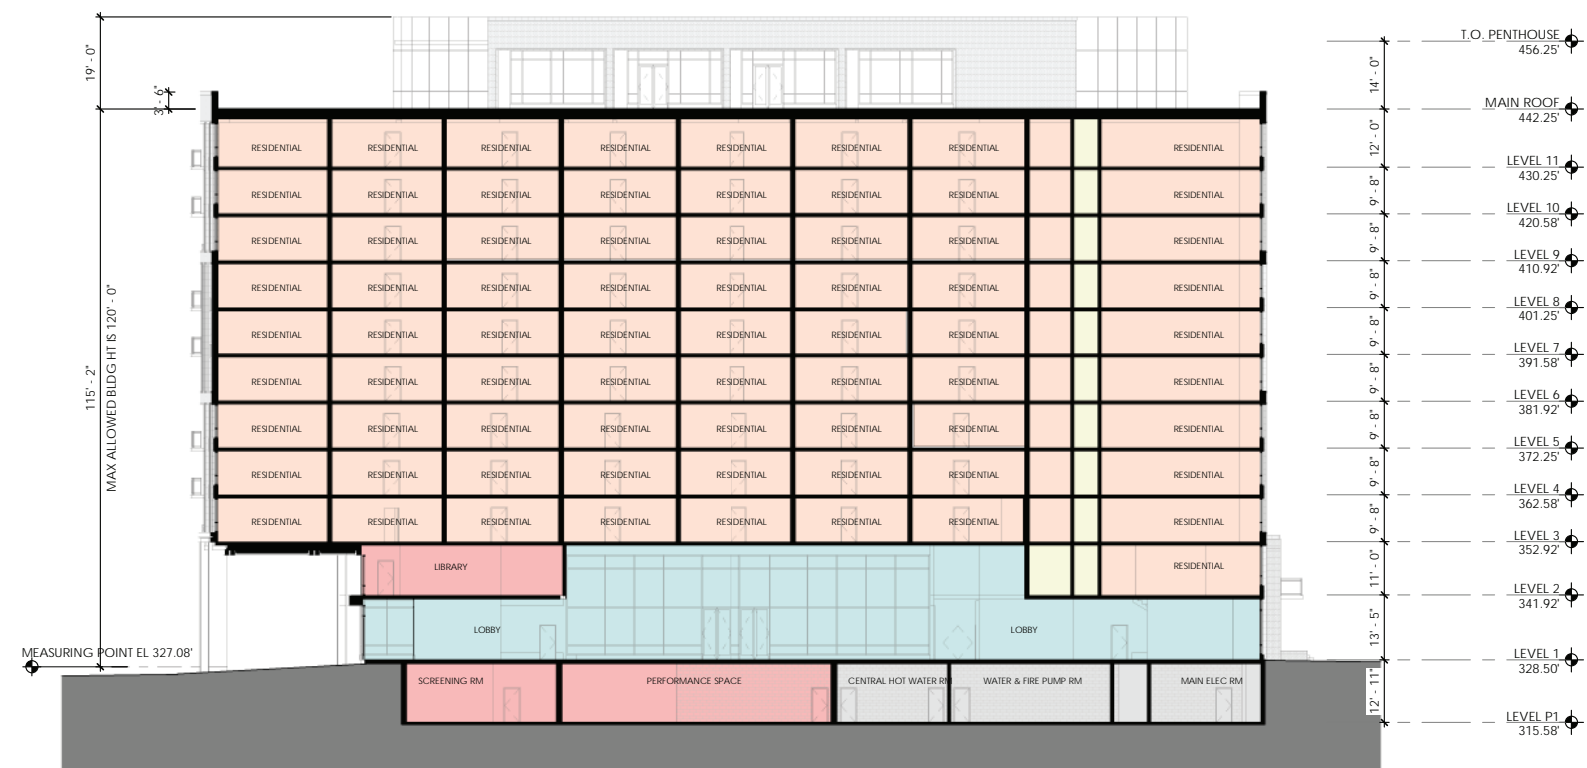 T.O. PENTHOUSE
456.25'
19' - 0"
14' - 0"
3' - 6"
MAIN ROOF
442.25'
RESIDENTIAL RESIDENTIAL RESIDENTIAL RESIDENTIAL RESIDENTIAL RESIDENTIAL RESIDENTIAL RESIDENTIAL
12' - 0"
LEVEL 11
430.25'
RESIDENTIAL RESIDENTIAL RESIDENTIAL RESIDENTIAL RESIDENTIAL RESIDENTIAL RESIDENTIAL RESIDENTIAL
9' - 8"
LEVEL 10
420.58'
RESIDENTIAL RESIDENTIAL RESIDENTIAL RESIDENTIAL RESIDENTIAL RESIDENTIAL RESIDENTIAL RESIDENTIAL
9' - 8"
LEVEL 9
410.92'
RESIDENTIAL RESIDENTIAL RESIDENTIAL RESIDENTIAL RESIDENTIAL RESIDENTIAL RESIDENTIAL RESIDENTIAL
9' - 8"
LEVEL 8
401.25'
RESIDENTIAL RESIDENTIAL RESIDENTIAL RESIDENTIAL RESIDENTIAL RESIDENTIAL RESIDENTIAL RESIDENTIAL
9' - 8"
LEVEL 7
391.58'
115' - 2"
MAX ALLOWED BLDG HT IS 120' - 0"
RESIDENTIAL RESIDENTIAL RESIDENTIAL RESIDENTIAL RESIDENTIAL RESIDENTIAL RESIDENTIAL RESIDENTIAL
9' - 8"
LEVEL 6
381.92'
RESIDENTIAL RESIDENTIAL RESIDENTIAL RESIDENTIAL RESIDENTIAL RESIDENTIAL RESIDENTIAL RESIDENTIAL
9' - 8"
LEVEL 5
372.25'
RESIDENTIAL RESIDENTIAL RESIDENTIAL RESIDENTIAL RESIDENTIAL RESIDENTIAL RESIDENTIAL RESIDENTIAL
9' - 8"
LEVEL 4
362.58'
RESIDENTIAL RESIDENTIAL RESIDENTIAL RESIDENTIAL RESIDENTIAL RESIDENTIAL RESIDENTIAL RESIDENTIAL
9' - 8"
LEVEL 3
352.92'
LIBRARY RESIDENTIAL
11' - 0"
LEVEL 2
341.92'
LOBBY LOBBY
13' - 5"
MEASURING POINT EL 327.08'
LEVEL 1
328.50'
SCREENING RM PERFORMANCE SPACE CENTRAL HOT WATER RM WATER & FIRE PUMP RM MAIN ELEC RM
12' - 11"
LEVEL P1
315.58'